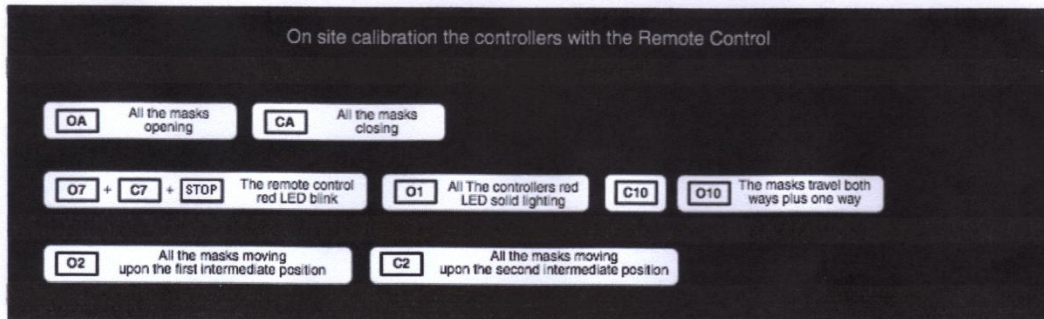 On site calibration the controllers with the Remote Control
OA All the masks
opening
CA All the masks
closing
O7 + C7 + STOP The remote control
red LED blink
O1 All The controllers red
LED solid lighting
C10
O10 The masks travel both
ways plus one way
O2 All the masks moving
upon the first intermediate position
C2 All the masks moving
upon the second intermediate position